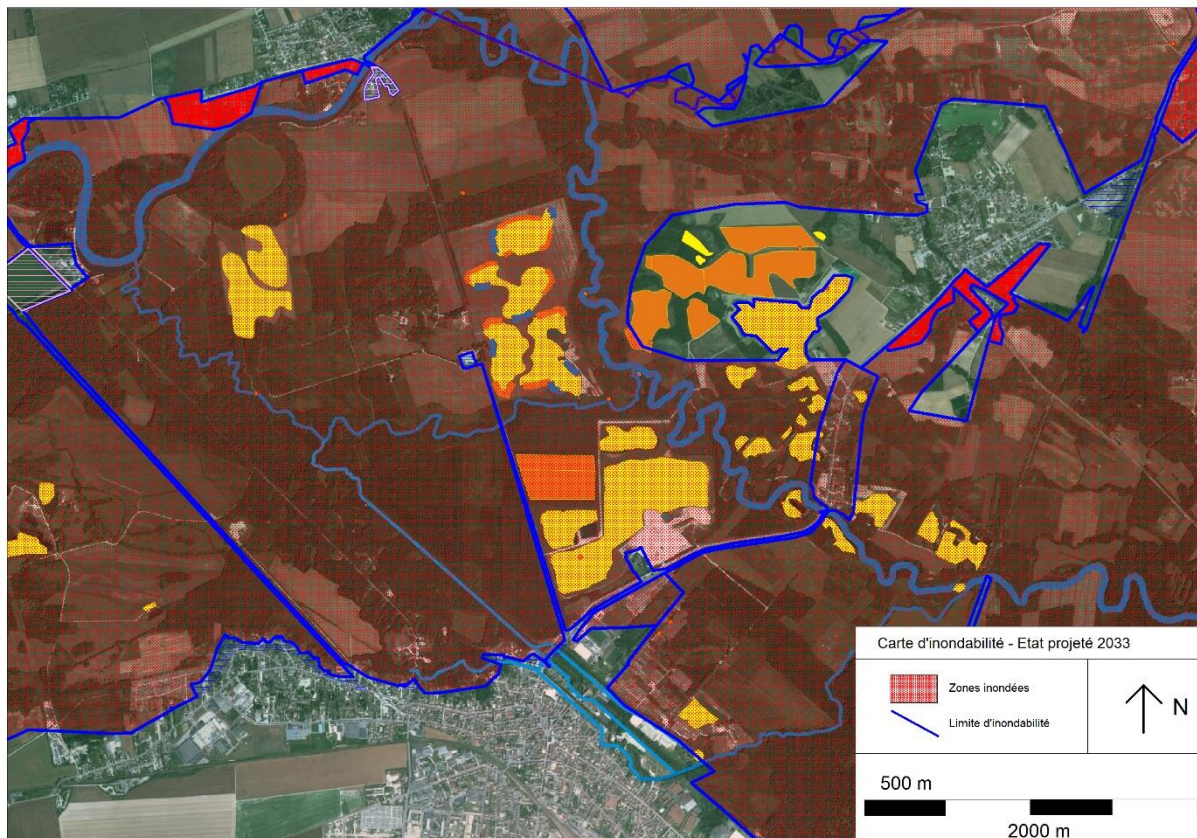 Carte d'inondabilité - Etat projeté 2033
Zones inondées
Limite d'inondabilité
N
500 m
2000 m